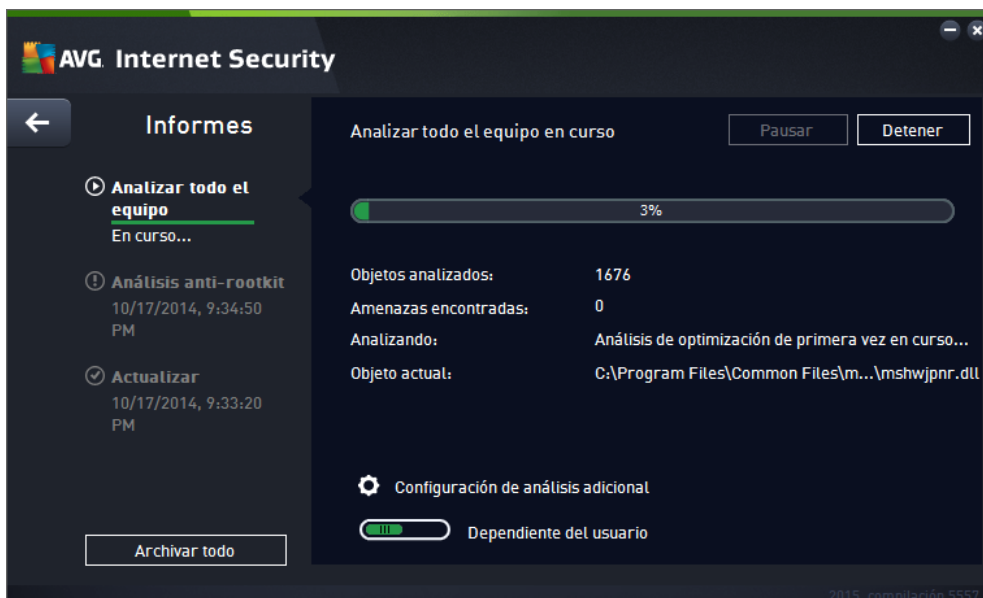 AVG. Internet Security
Informes
Analizar todo el
equipo
En curso...
Análisis anti-rootkit
10/17/2014, 9:34:50
PM
Actualizar
10/17/2014, 9:33:20
PM
Archivar todo
Analizar todo el equipo en curso
Pausar
Detener
3%
Objetos analizados: 1676
Amenazas encontradas: 0
Analizando: Análisis de optimización de primera vez en curso...
Objeto actual: C:\Program Files\Common Files\m...\mshwjpnr.dll
Configuración de análisis adicional
Dependiente del usuario
2015, compilación 5557